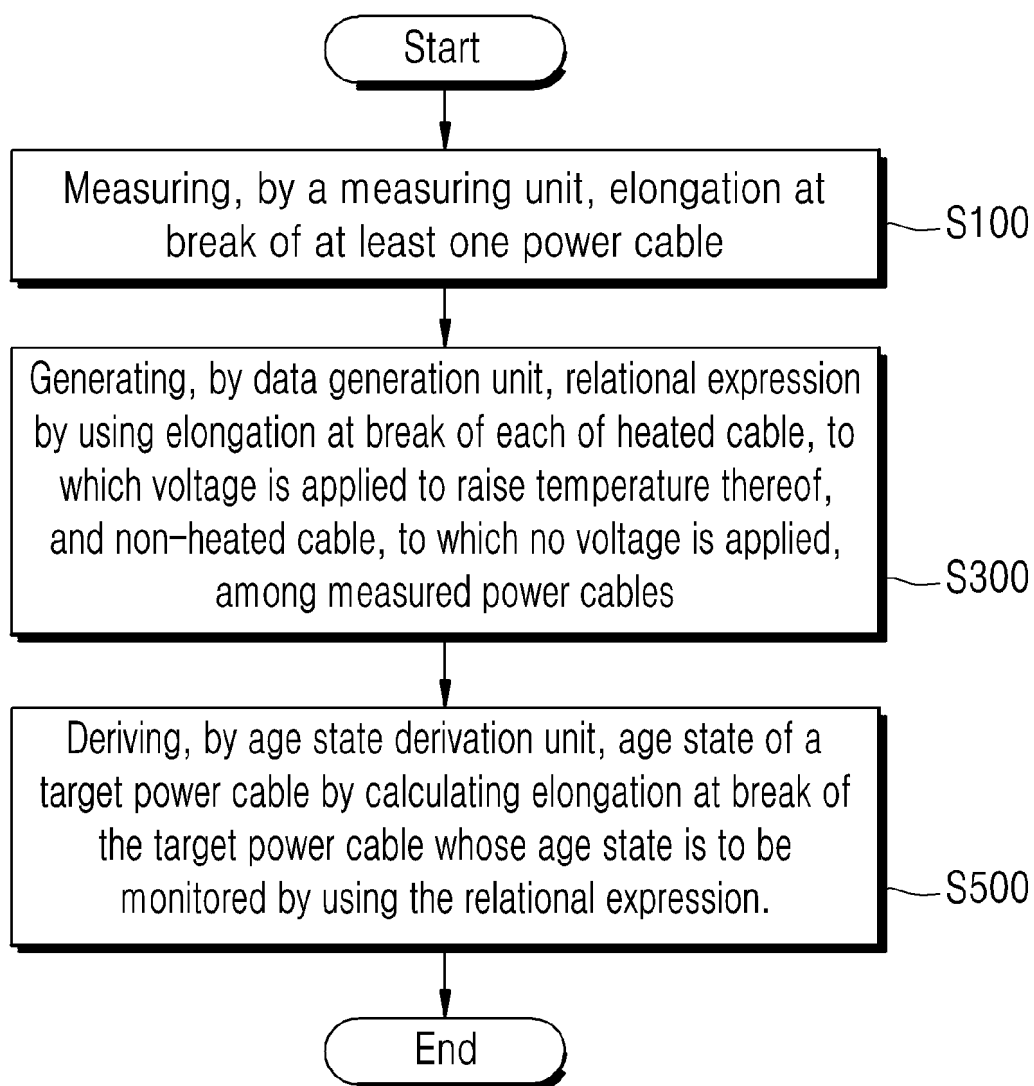 Start
Measuring, by a measuring unit, elongation at
break of at least one power cable
S100
Generating, by data generation unit, relational expression
by using elongation at break of each of heated cable, to
which voltage is applied to raise temperature thereof,
and non-heated cable, to which no voltage is applied,
among measured power cables
S300
Deriving, by age state derivation unit, age state of a
target power cable by calculating elongation at break of
the target power cable whose age state is to be
monitored by using the relational expression.
S500
End